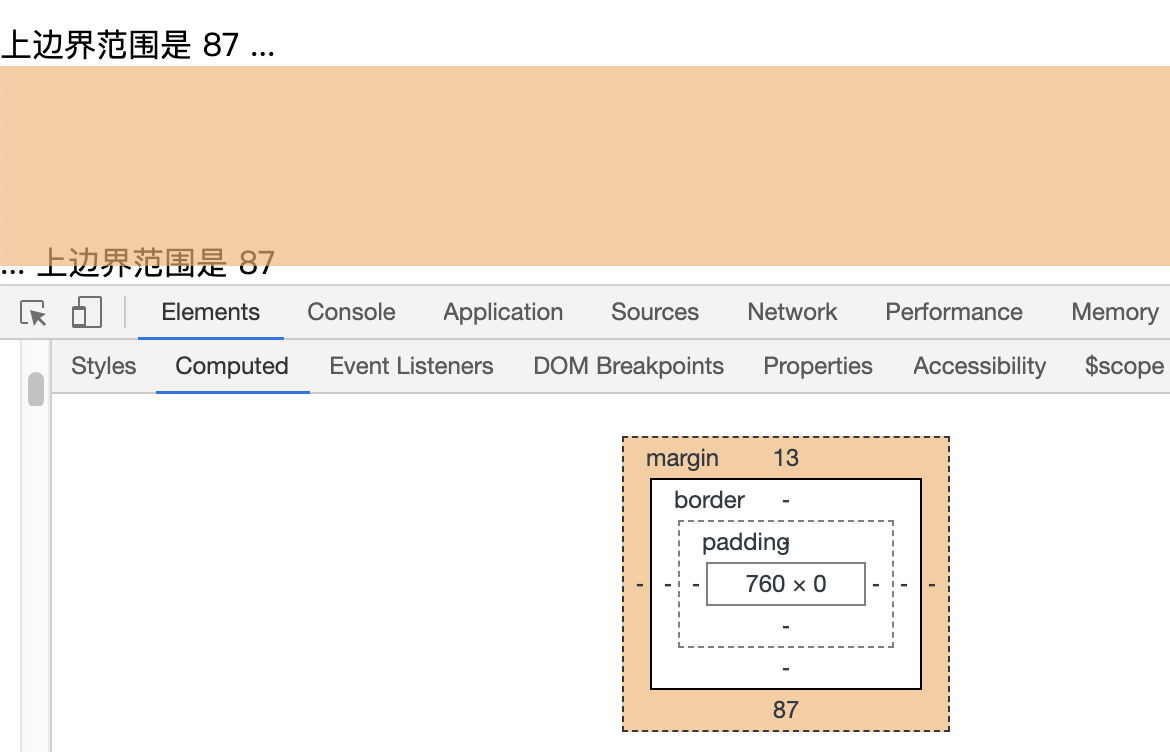 上边界范围是 87 ...
... 上边界范围是 87
Elements Console Application Sources Network Performance Memory
Styles Computed Event Listeners DOM Breakpoints Properties Accessibility $scope
margin 13
border -
padding -
- - - 760 × 0 - - -
-
-
87